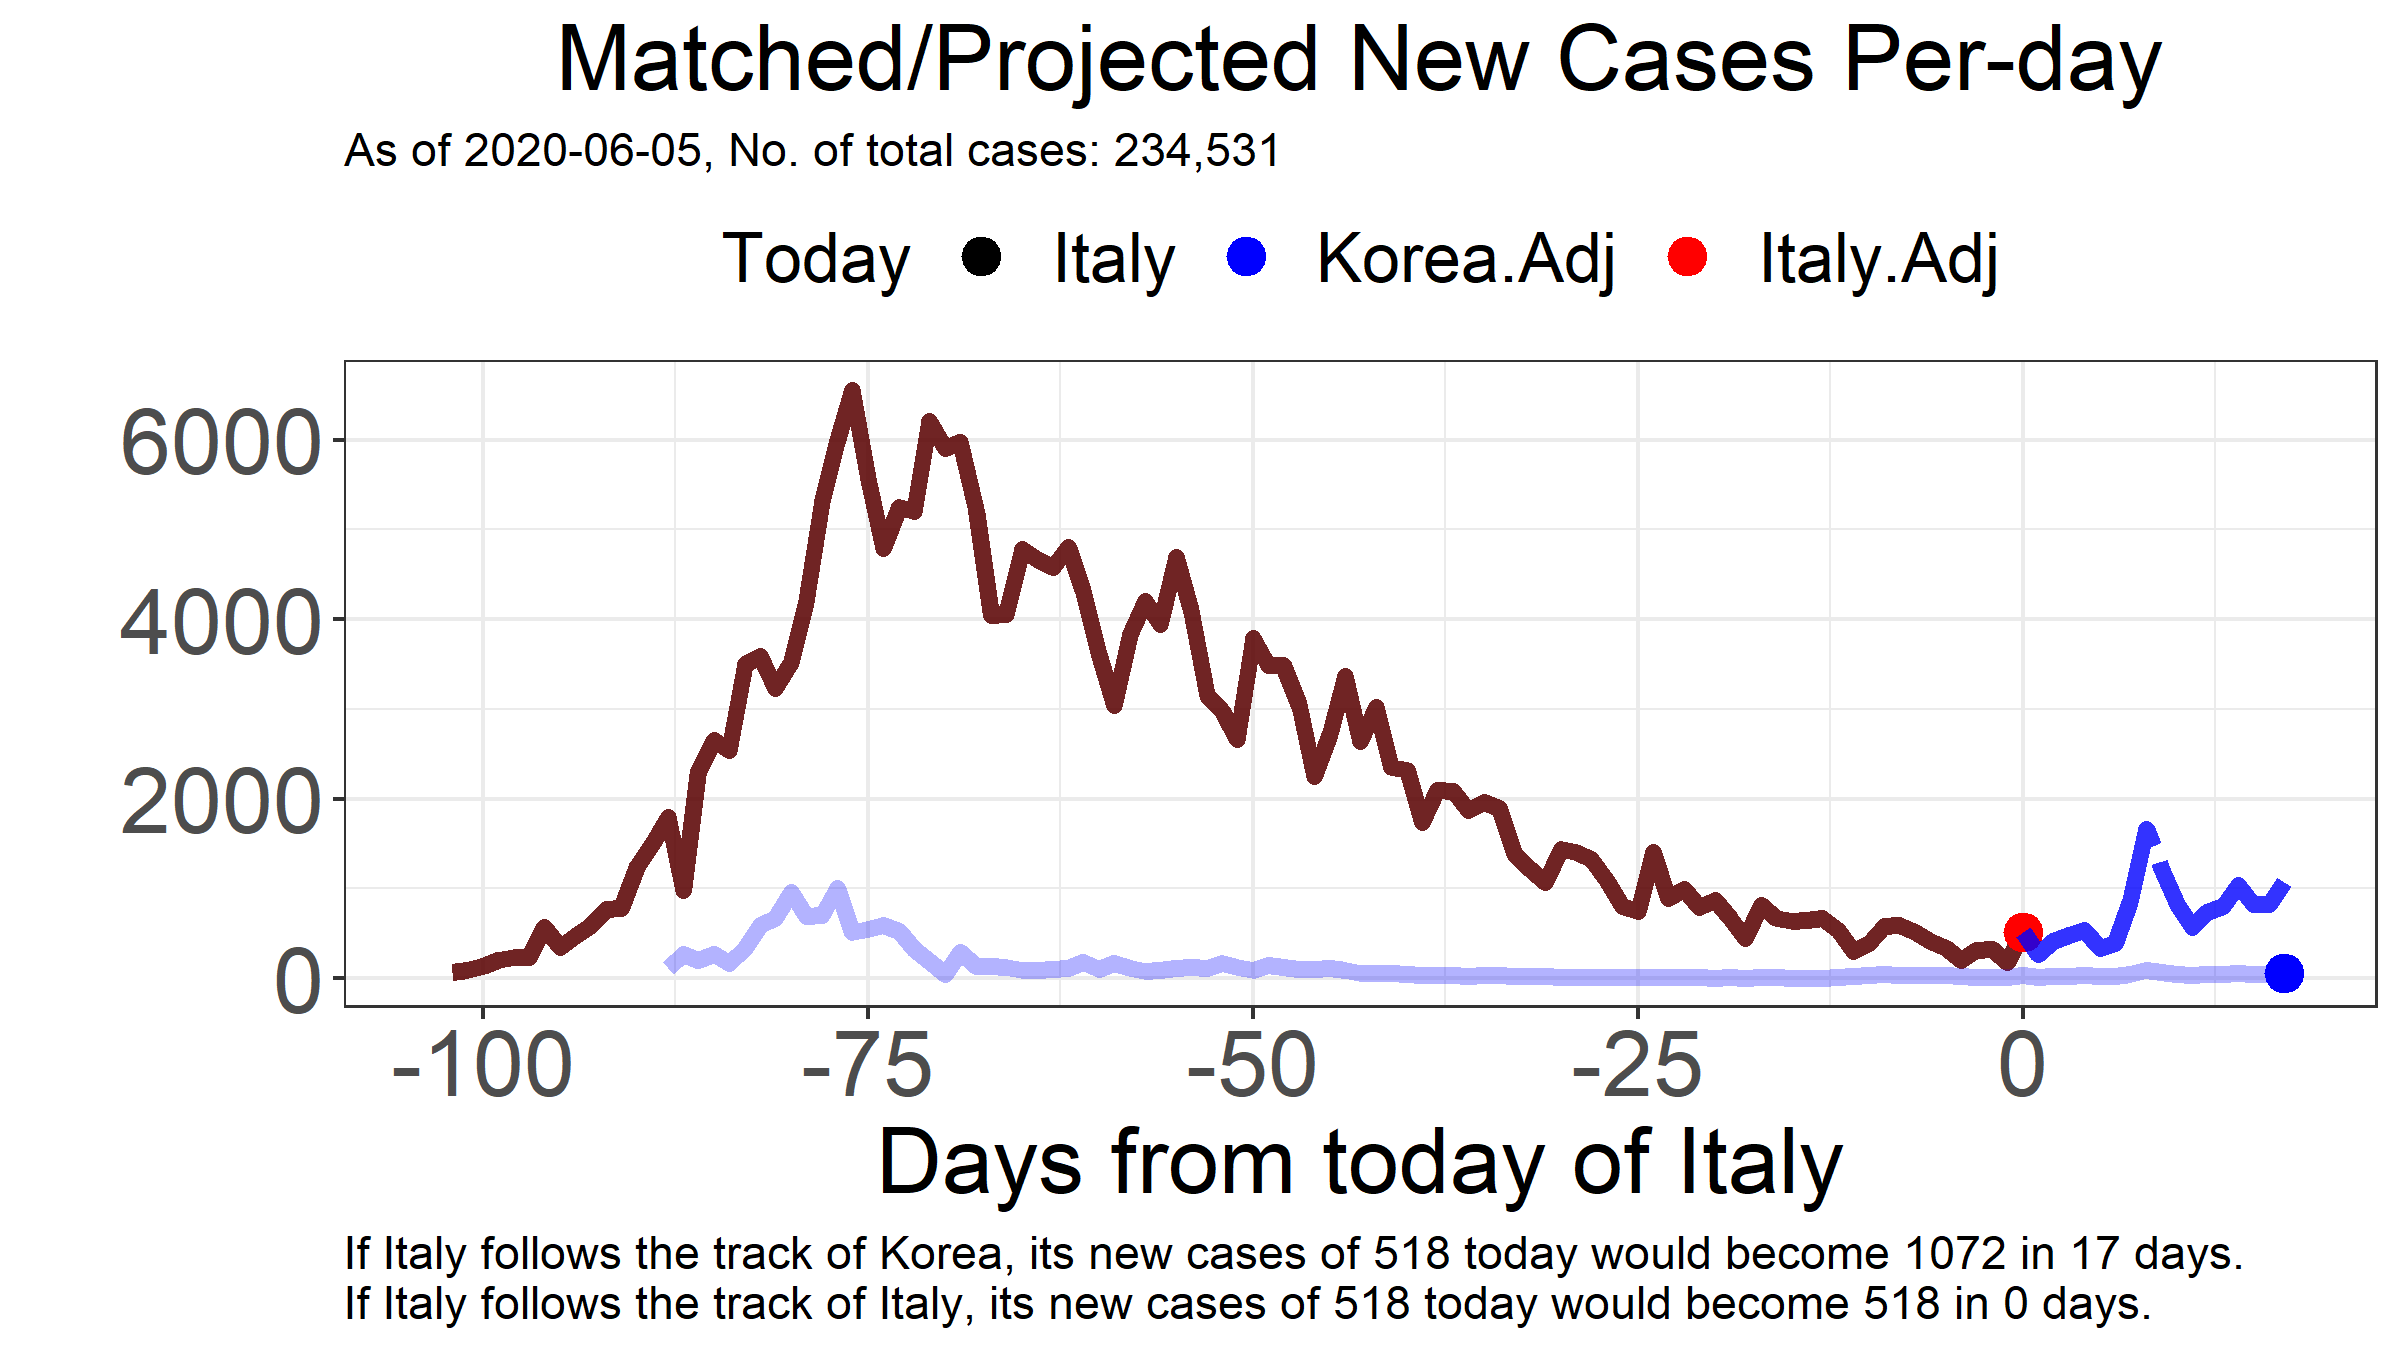 Matched/Projected New Cases Per-day
As of 2020-06-05, No. of total cases: 234,531
Today Italy Korea.Adj Italy.Adj
6000
4000
2000
0
-100 -75 -50 -25 0
Days from today of Italy
If Italy follows the track of Korea, its new cases of 518 today would become 1072 in 17 days.
If Italy follows the track of Italy, its new cases of 518 today would become 518 in 0 days.